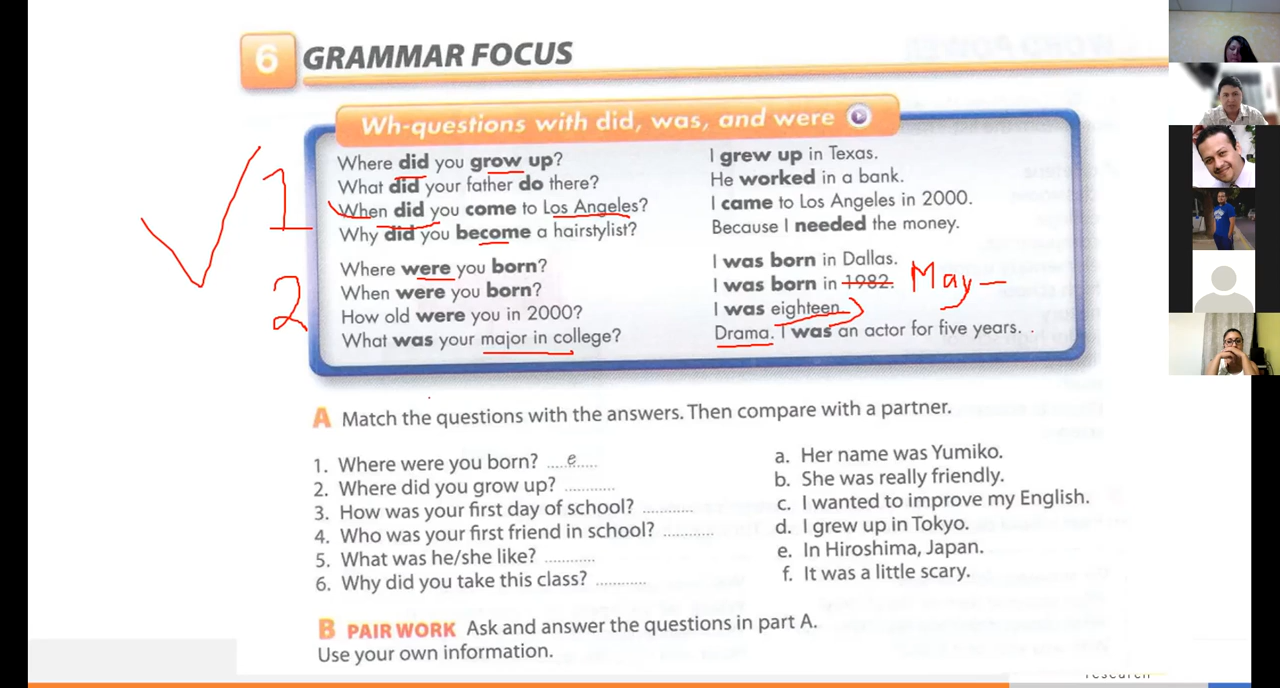 6 GRAMMAR FOCUS
Wh-questions with did, was, and were
Where did you grow up? I grew up in Texas.
What did your father do there? He worked in a bank.
When did you come to Los Angeles? I came to Los Angeles in 2000.
Why did you become a hairstylist? Because I needed the money.
1
Where were you born? I was born in Dallas.
When were you born? I was born in 1982. May
How old were you in 2000? I was eighteen.
What was your major in college? Drama. I was an actor for five years.
2
A Match the questions with the answers. Then compare with a partner.
1. Where were you born? e
2. Where did you grow up? ............
3. How was your first day of school? ............
4. Who was your first friend in school? ............
5. What was he/she like? ............
6. Why did you take this class? ............
a. Her name was Yumiko.
b. She was really friendly.
c. I wanted to improve my English.
d. I grew up in Tokyo.
e. In Hiroshima, Japan.
f. It was a little scary.
B PAIR WORK Ask and answer the questions in part A.
Use your own information.
research